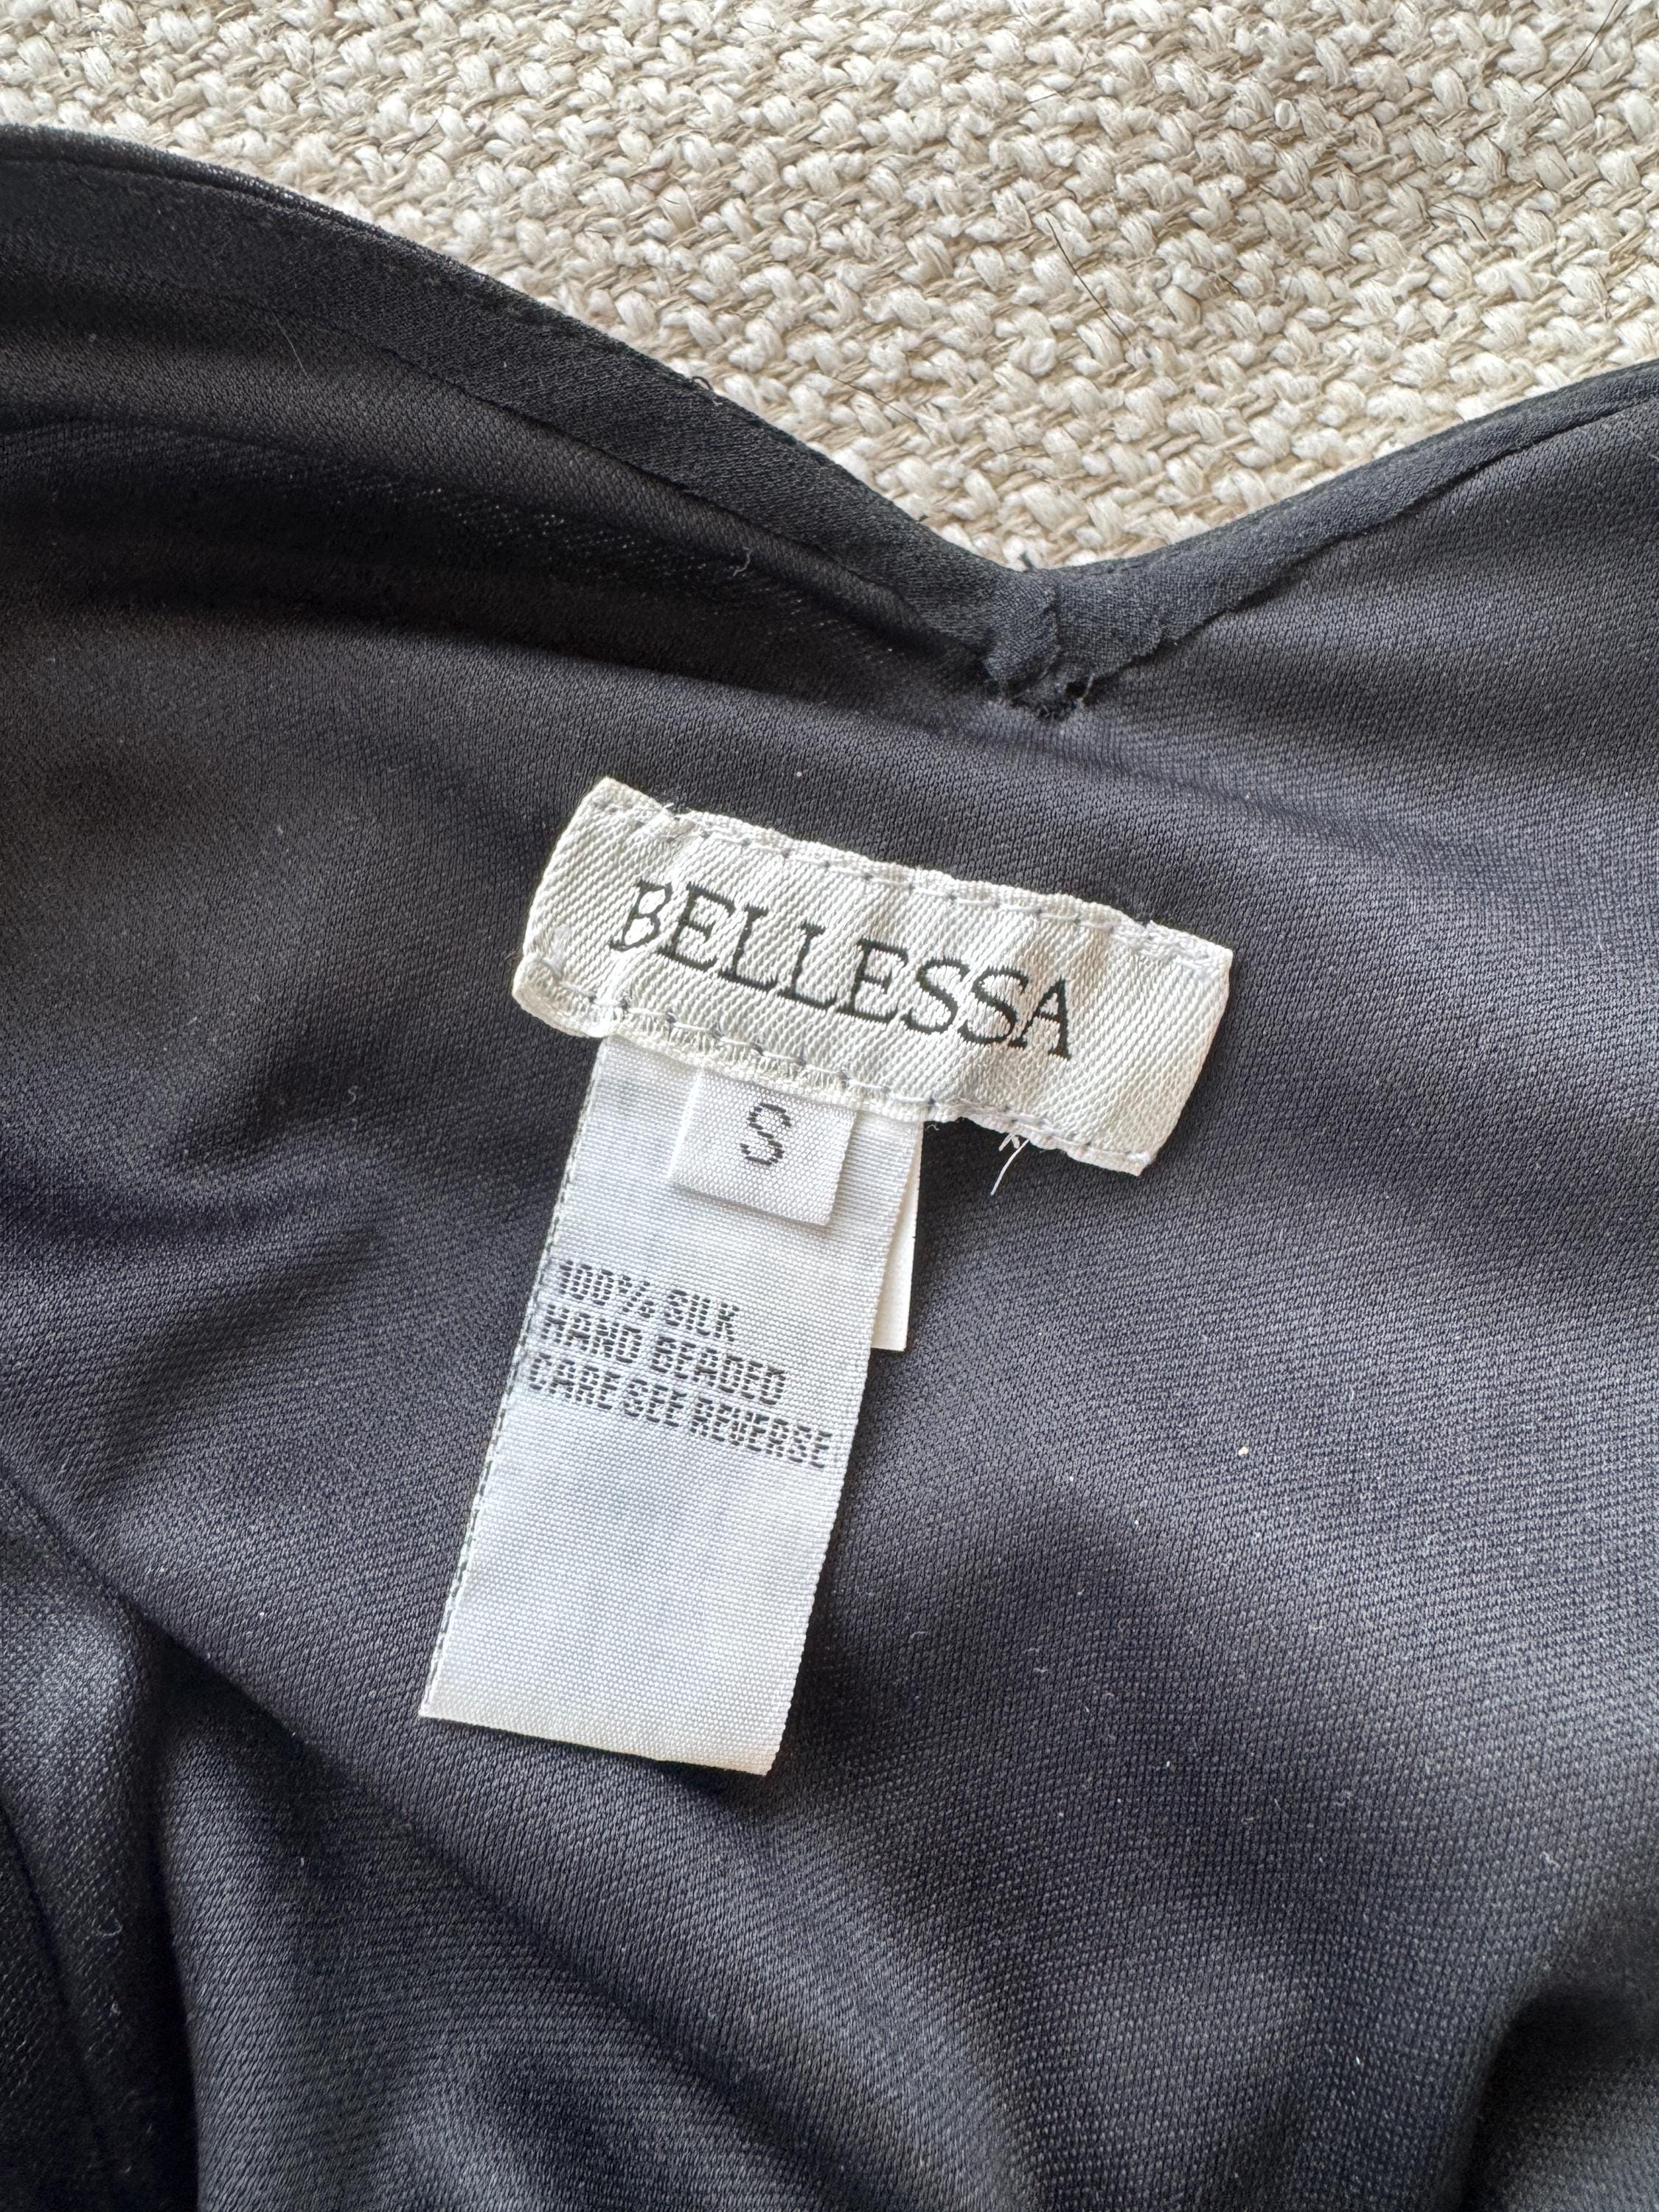 BELLESSA
S
100% SILK
HAND BEADED
CARE SEE REVERSE